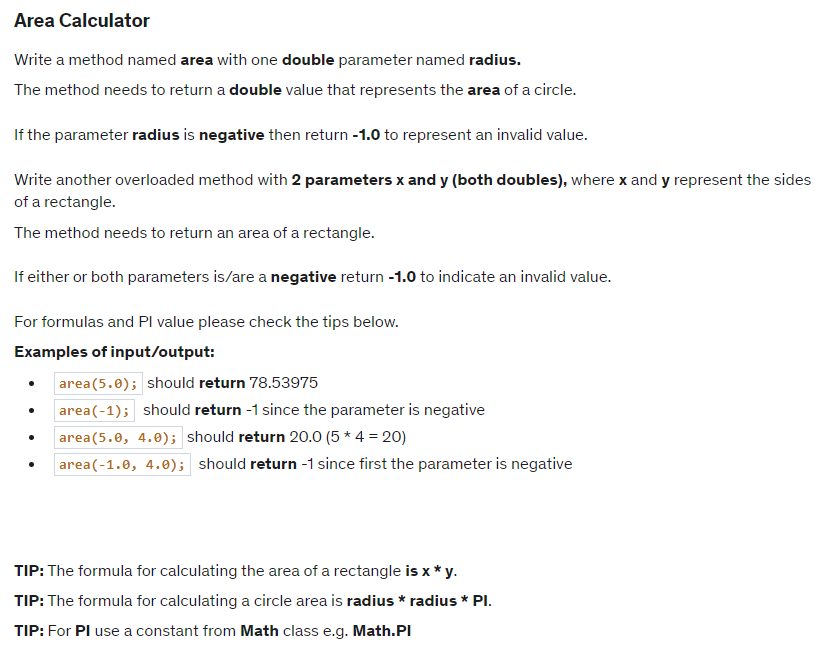 Area Calculator
Write a method named area with one double parameter named radius.
The method needs to return a double value that represents the area of a circle.
If the parameter radius is negative then return -1.0 to represent an invalid value.
Write another overloaded method with 2 parameters x and y (both doubles), where x and y represent the sides
of a rectangle.
The method needs to return an area of a rectangle.
If either or both parameters is/are a negative return -1.0 to indicate an invalid value.
For formulas and PI value please check the tips below.
Examples of input/output:
• area(5.0); should return 78.53975
• area(-1); should return -1 since the parameter is negative
• area(5.0, 4.0); should return 20.0 (5 * 4 = 20)
• area(-1.0, 4.0); should return -1 since first the parameter is negative
TIP: The formula for calculating the area of a rectangle is x * y.
TIP: The formula for calculating a circle area is radius * radius * PI.
TIP: For PI use a constant from Math class e.g. Math.PI